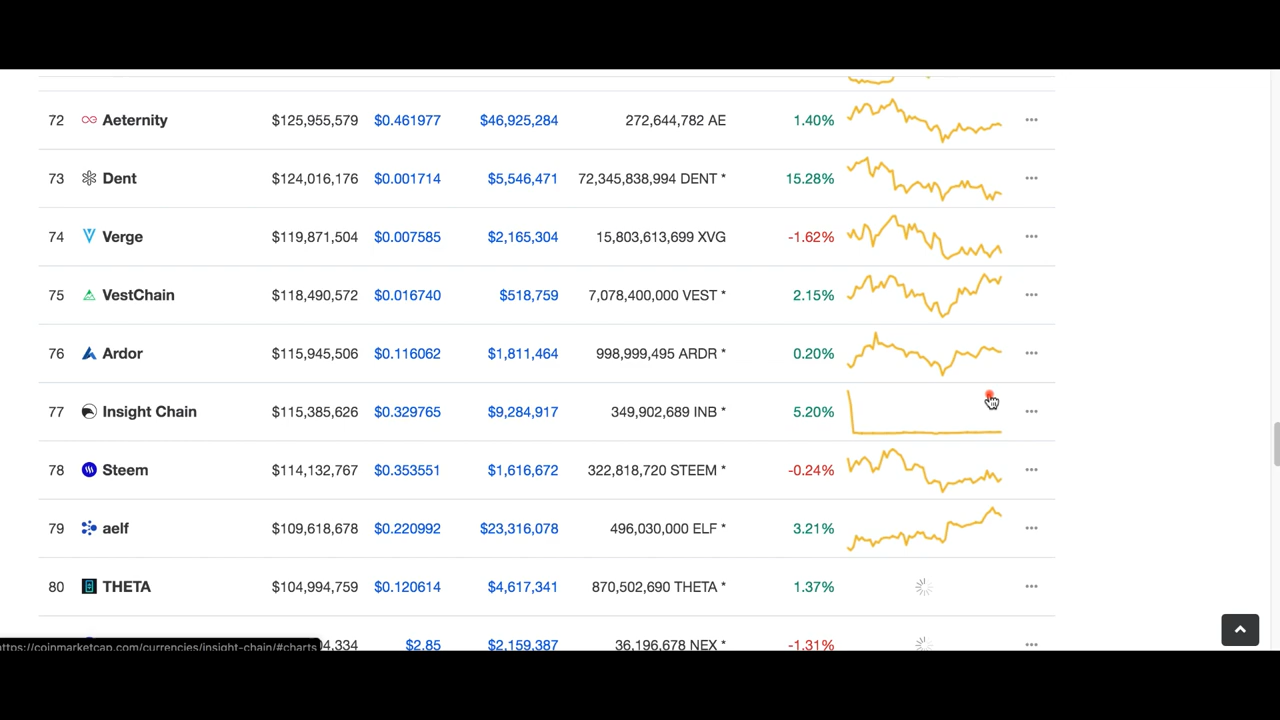 72 Aeternity $125,955,579 $0.461977 $46,925,284 272,644,782 AE 1.40%
73 Dent $124,016,176 $0.001714 $5,546,471 72,345,838,994 DENT * 15.28%
74 Verge $119,871,504 $0.007585 $2,165,304 15,803,613,699 XVG -1.62%
75 VestChain $118,490,572 $0.016740 $518,759 7,078,400,000 VEST * 2.15%
76 Ardor $115,945,506 $0.116062 $1,811,464 998,999,495 ARDR * 0.20%
77 Insight Chain $115,385,626 $0.329765 $9,284,917 349,902,689 INB * 5.20%
78 Steem $114,132,767 $0.353551 $1,616,672 322,818,720 STEEM * -0.24%
79 aelf $109,618,678 $0.220992 $23,316,078 496,030,000 ELF * 3.21%
80 THETA $104,994,759 $0.120614 $4,617,341 870,502,690 THETA * 1.37%
4,334 $2.85 $2,159,387 36,196,678 NEX * -1.31%
ttps://coinmarketcap.com/currencies/insight-chain/#charts